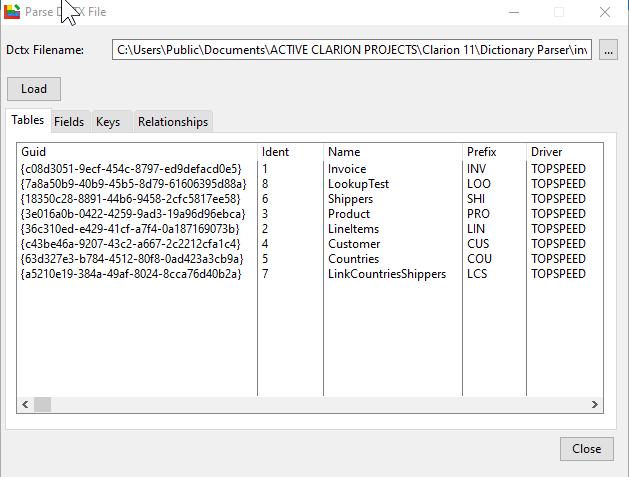 Parse DCTX File
Dctx Filename: C:\Users\Public\Documents\ACTIVE CLARION PROJECTS\Clarion 11\Dictionary Parser\inv ...
Load
Tables Fields Keys Relationships
Guid Ident Name Prefix Driver
{c08d3051-9ecf-454c-8797-ed9defacd0e5} 1 Invoice INV TOPSPEED
{7a8a50b9-40b9-45b5-8d79-61606395d88a} 8 LookupTest LOO TOPSPEED
{18350c28-8891-44b6-9458-2cfc5817ee58} 6 Shippers SHI TOPSPEED
{3e016a0b-0422-4259-9ad3-19a96d96ebca} 3 Product PRO TOPSPEED
{36c310ed-e429-41cf-a7f4-0a187169073b} 2 LineItems LIN TOPSPEED
{c43be46a-9207-43c2-a667-2c2212cfa1c4} 4 Customer CUS TOPSPEED
{63d327e3-b784-4512-80f8-0ad423a3cb9a} 5 Countries COU TOPSPEED
{a5210e19-384a-49af-8024-8cca76d40b2a} 7 LinkCountriesShippers LCS TOPSPEED
Close